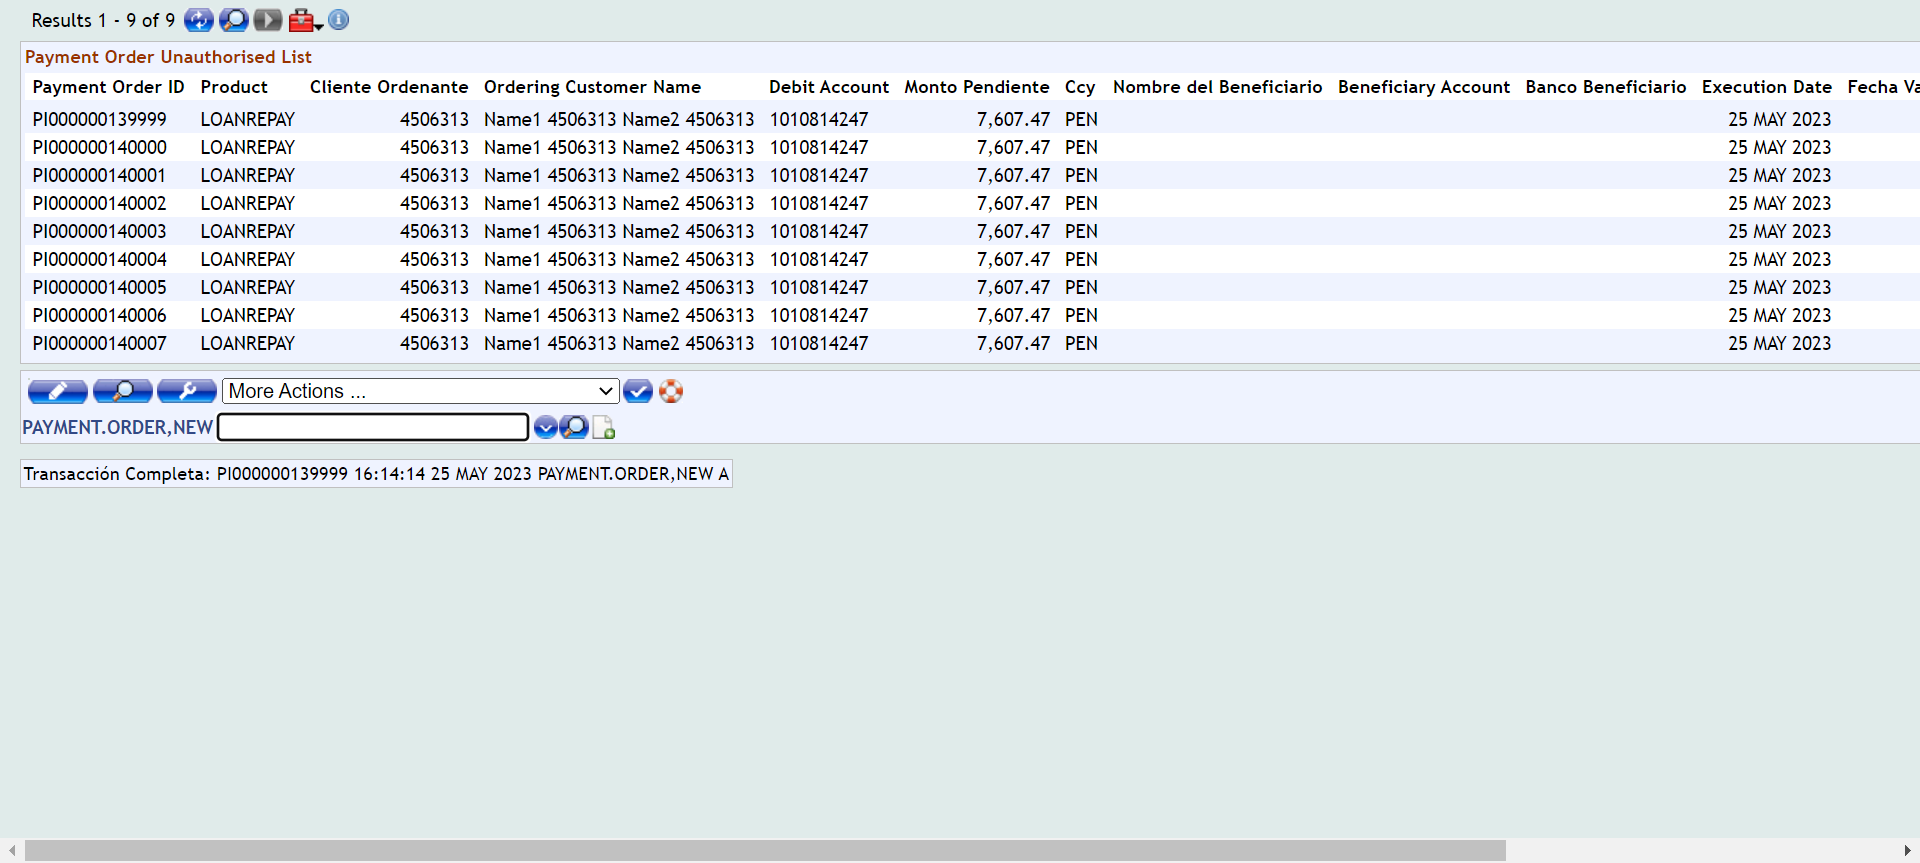 Results 1 - 9 of 9
Payment Order Unauthorised List
Payment Order ID Product Cliente Ordenante Ordering Customer Name Debit Account Monto Pendiente Ccy Nombre del Beneficiario Beneficiary Account Banco Beneficiario Execution Date Fecha Va
PI000000139999 LOANREPAY 4506313 Name1 4506313 Name2 4506313 1010814247 7,607.47 PEN 25 MAY 2023
PI000000140000 LOANREPAY 4506313 Name1 4506313 Name2 4506313 1010814247 7,607.47 PEN 25 MAY 2023
PI000000140001 LOANREPAY 4506313 Name1 4506313 Name2 4506313 1010814247 7,607.47 PEN 25 MAY 2023
PI000000140002 LOANREPAY 4506313 Name1 4506313 Name2 4506313 1010814247 7,607.47 PEN 25 MAY 2023
PI000000140003 LOANREPAY 4506313 Name1 4506313 Name2 4506313 1010814247 7,607.47 PEN 25 MAY 2023
PI000000140004 LOANREPAY 4506313 Name1 4506313 Name2 4506313 1010814247 7,607.47 PEN 25 MAY 2023
PI000000140005 LOANREPAY 4506313 Name1 4506313 Name2 4506313 1010814247 7,607.47 PEN 25 MAY 2023
PI000000140006 LOANREPAY 4506313 Name1 4506313 Name2 4506313 1010814247 7,607.47 PEN 25 MAY 2023
PI000000140007 LOANREPAY 4506313 Name1 4506313 Name2 4506313 1010814247 7,607.47 PEN 25 MAY 2023
More Actions ...
PAYMENT.ORDER,NEW
Transacción Completa: PI000000139999 16:14:14 25 MAY 2023 PAYMENT.ORDER,NEW A